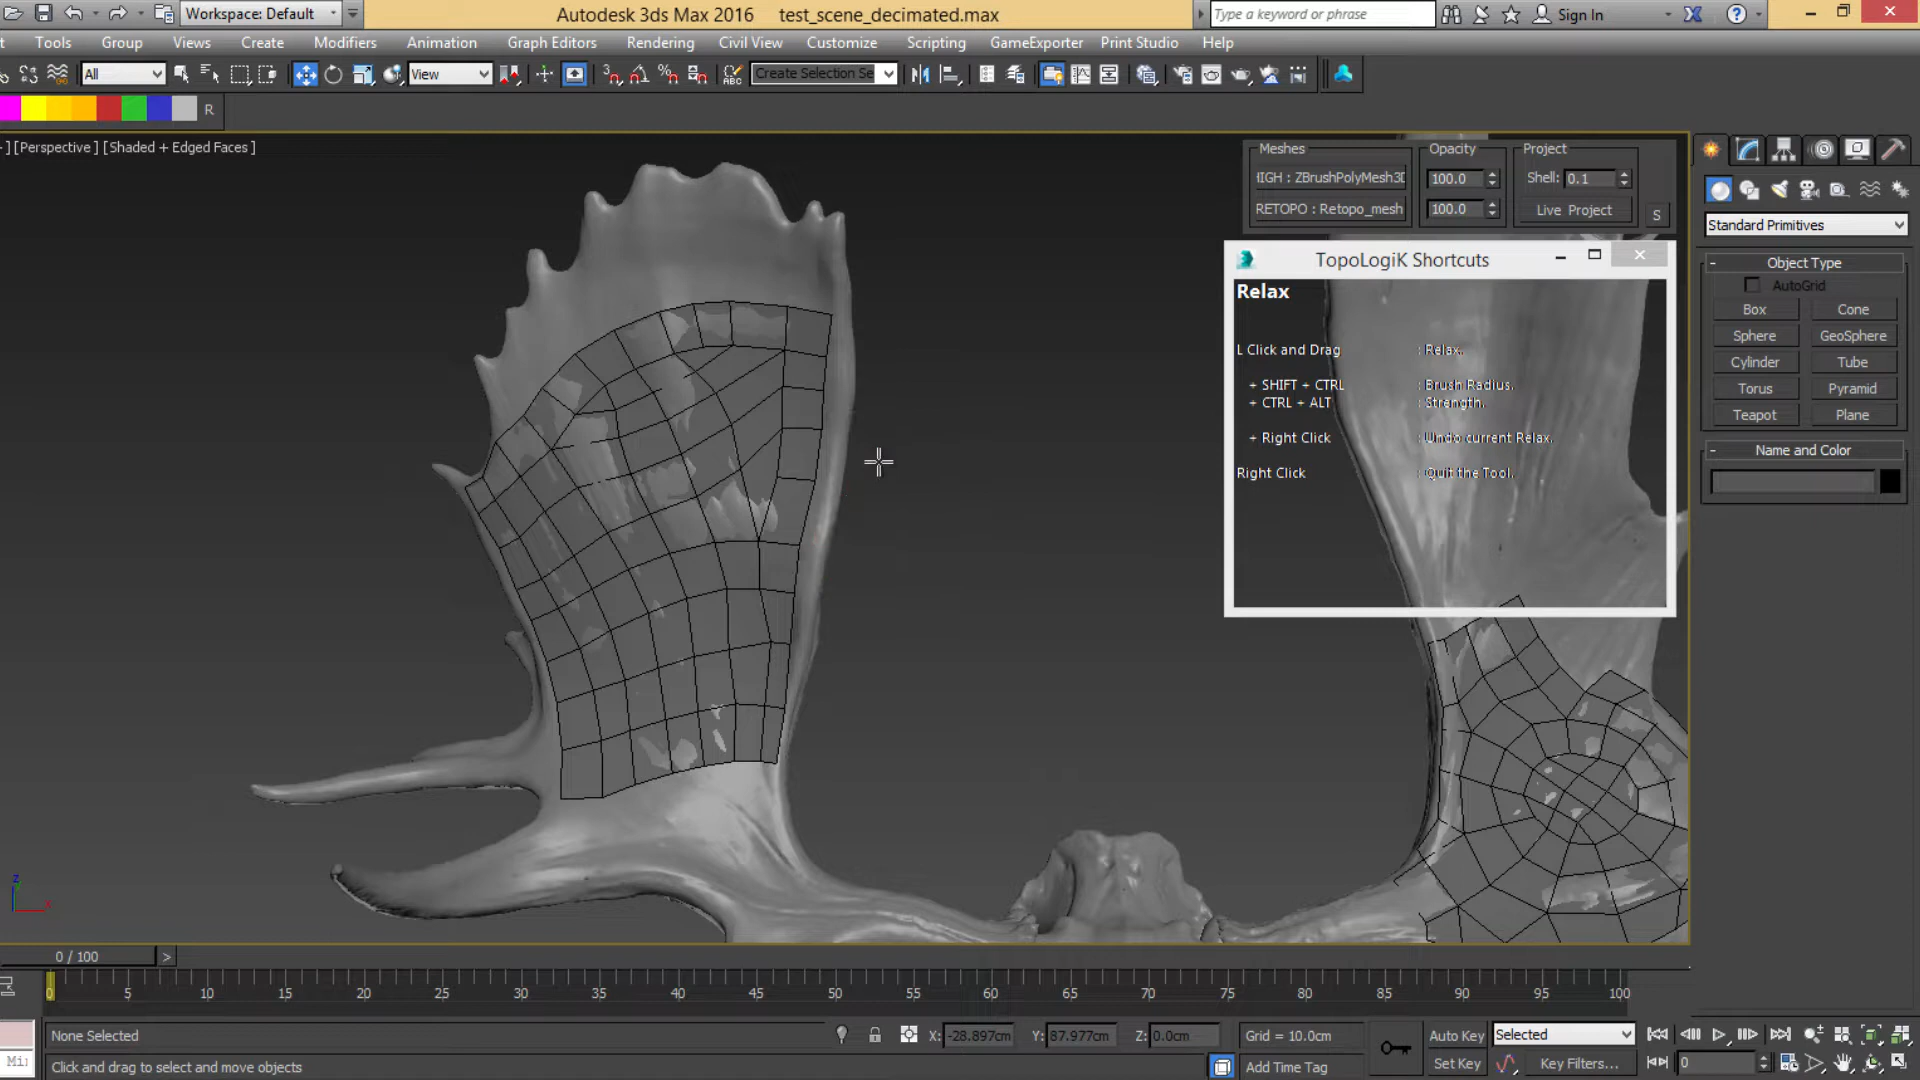 Workspace: Default
Autodesk 3ds Max 2016 test_scene_decimated.max
Type a keyword or phrase
Sign In
Tools Group Views Create Modifiers Animation Graph Editors Rendering Civil View Customize Scripting GameExporter Print Studio Help
All
View
ABC
Create Selection Se
R
] [Perspective ] [Shaded + Edged Faces ]
Meshes Opacity Project
HIGH : ZBrushPolyMesh3D 100.0 Shell: 0.1
RETOPO : Retopo_mesh 100.0 Live Project S
Standard Primitives
TopoLogiK Shortcuts
Relax
L Click and Drag : Relax.
+ SHIFT + CTRL : Brush Radius.
+ CTRL + ALT : Strength.
+ Right Click : Undo current Relax.
Right Click : Quit the Tool.
- Object Type
AutoGrid
Box Cone
Sphere GeoSphere
Cylinder Tube
Torus Pyramid
Teapot Plane
- Name and Color
z
0 / 100 >
0 5 10 15 20 25 30 35 40 45 50 55 60 65 70 75 80 85 90 95 100
None Selected X: -28.897cm Y: 87.977cm Z: 0.0cm Grid = 10.0cm Auto Key Selected
Mi: Click and drag to select and move objects Add Time Tag Set Key Key Filters... 0